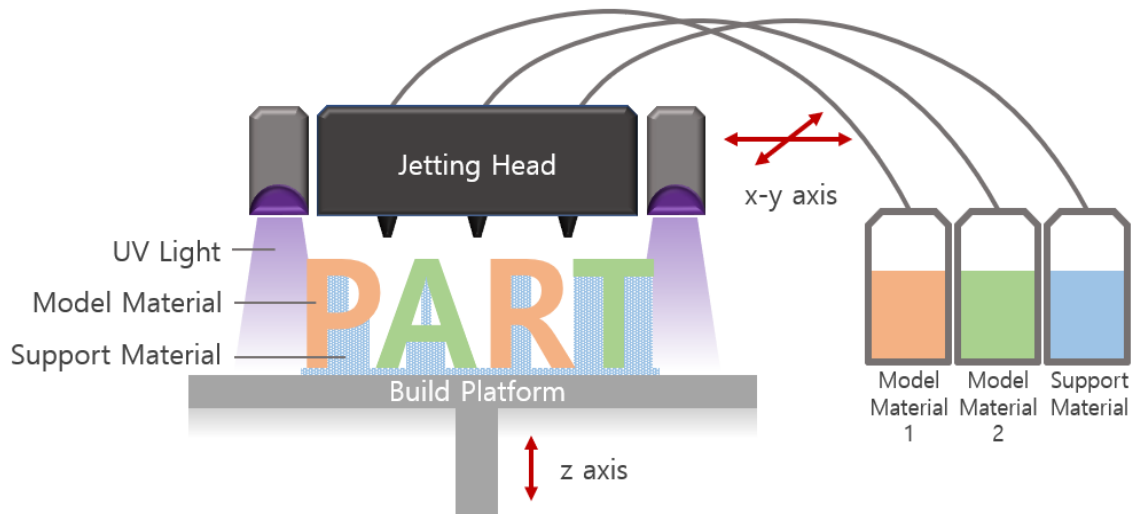 Jetting Head
x-y axis
UV Light
Model Material
Support Material
PART
Build Platform
z axis
Model
Material
1
Model
Material
2
Support
Material